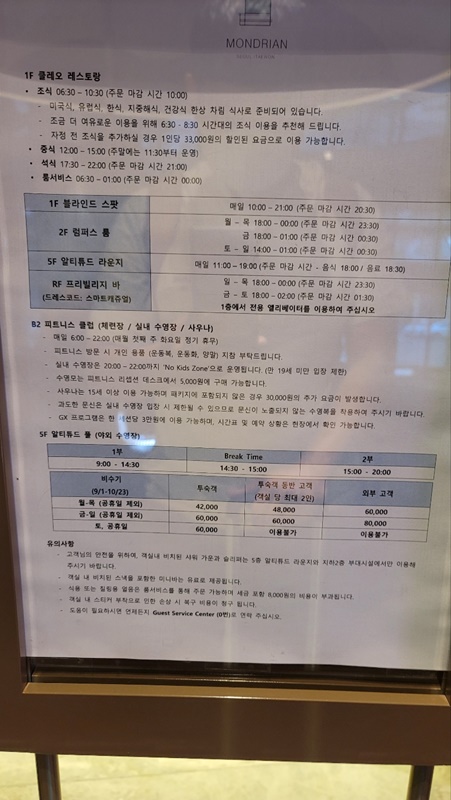 MONDRIAN
1F 클레오 레스토랑
• 조식 06:30 – 10:30 (주문 마감 시간 10:00)
- 미국식, 유럽식, 한식, 지중해식, 건강식 한상 차림 식사로 준비되어 있습니다.
- 조금 더 여유로운 이용을 위해 6:30 - 8:30 시간대의 조식 이용을 추천해 드립니다.
- 자정 전 조식을 추가하실 경우 1인당 33,000원의 할인된 요금으로 이용 가능합니다.
• 중식 12:00 – 15:00 (주말에는 11:30부터 운영)
• 석식 17:30 – 22:00 (주문 마감 시간 21:00)
• 룸서비스 06:30 – 01:00 (주문 마감 시간 00:00)
1F 블라인드 스팟 매일 10:00 - 21:00 (주문 마감 시간 20:30)
2F 럼퍼스 룸 월 – 목 18:00 – 00:00 (주문 마감 시간 23:30)
금 18:00 – 01:00 (주문 마감 시간 00:30)
토 – 일 14:00 – 01:00 (주문 마감 시간 00:30)
5F 알티튜드 라운지 매일 11:00 – 19:00 (주문 마감 시간 - 음식 18:00 / 음료 18:30)
RF 프리빌리지 바 (드레스코드: 스마트캐쥬얼) 일 – 목 18:00 – 00:00 (주문 마감 시간 23:30)
금 – 토 18:00 - 02:00 (주문 마감 시간 01:30)
1층에서 전용 엘리베이터를 이용하여 주십시오
B2 피트니스 클럽 (체련장 / 실내 수영장 / 사우나)
- 매일 6:00 – 22:00 (매월 첫째 주 화요일 정기 휴무)
- 피트니스 방문 시 개인 용품 (운동복, 운동화, 양말) 지참 부탁드립니다.
- 실내 수영장은 20:00 – 22:00까지 'No Kids Zone'으로 운영됩니다. (만 19세 미만 입장 제한)
- 수영모는 피트니스 리셉션 데스크에서 5,000원에 구매 가능합니다.
- 사우나는 15세 이상 이용 가능하며 패키지에 포함되지 않은 경우 30,000원의 추가 요금이 발생합니다.
- 과도한 문신은 실내 수영장 입장 시 제한될 수 있으므로 문신이 노출되지 않는 수영복을 착용하여 주시기 바랍니다.
- GX 프로그램은 한 세션당 3만원에 이용 가능하며, 시간표 및 예약 상황은 현장에서 확인 가능합니다.
5F 알티튜드 풀 (야외 수영장)
1부 Break Time 2부
9:00 - 14:30 14:30 - 15:00 15:00 - 20:00
비수기 (9/1-10/23) 투숙객 투숙객 동반 고객 (객실 당 최대 2인) 외부 고객
월-목 (공휴일 제외) 42,000 48,000 60,000
금-일 (공휴일 제외) 60,000 60,000 80,000
토, 공휴일 60,000 이용불가 이용불가
유의사항
- 고객님의 안전을 위하여, 객실내 비치된 샤워 가운과 슬리퍼는 5층 알티튜드 라운지와 지하2층 부대시설에서만 이용해
주시기 바랍니다.
- 객실 내 비치된 스낵을 포함한 미니바는 유료로 제공됩니다.
- 식용 또는 칠링용 얼음은 룸서비스를 통해 주문 가능하며 세금 포함 8,000원의 비용이 부과됩니다.
- 객실 내 스티커 부착으로 인한 손상 시 복구 비용이 청구 됩니다.
- 도움이 필요하시면 언제든지 Guest Service Center (0번)로 연락 주십시오.